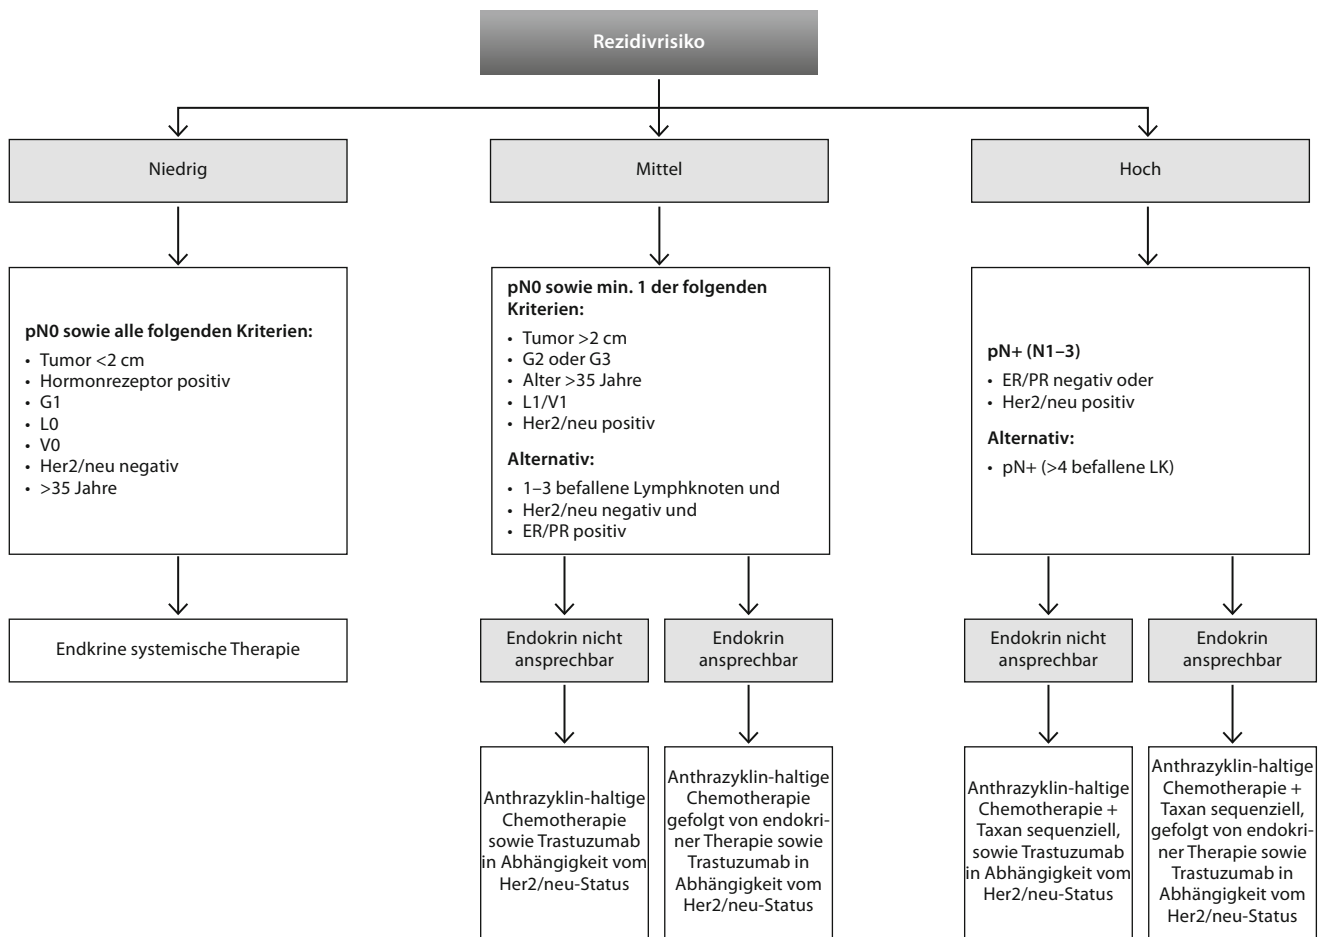 Rezidivrisiko
Niedrig
Mittel
Hoch
pN0 sowie alle folgenden Kriterien:
• Tumor <2 cm
• Hormonrezeptor positiv
• G1
• L0
• V0
• Her2/neu negativ
• >35 Jahre
pN0 sowie min. 1 der folgenden
Kriterien:
• Tumor >2 cm
• G2 oder G3
• Alter >35 Jahre
• L1/V1
• Her2/neu positiv
Alternativ:
• 1–3 befallene Lymphknoten und
• Her2/neu negativ und
• ER/PR positiv
pN+ (N1–3)
• ER/PR negativ oder
• Her2/neu positiv
Alternativ:
• pN+ (>4 befallene LK)
Endkrine systemische Therapie
Endokrin nicht
ansprechbar
Endokrin
ansprechbar
Endokrin nicht
ansprechbar
Endokrin
ansprechbar
Anthrazyklin-haltige
Chemotherapie
sowie Trastuzumab
in Abhängigkeit vom
Her2/neu-Status
Anthrazyklin-haltige
Chemotherapie
gefolgt von endokri-
ner Therapie sowie
Trastuzumab in
Abhängigkeit vom
Her2/neu-Status
Anthrazyklin-haltige
Chemotherapie +
Taxan sequenziell,
sowie Trastuzumab
in Abhängigkeit vom
Her2/neu-Status
Anthrazyklin-haltige
Chemotherapie +
Taxan sequenziell,
gefolgt von endokri-
ner Therapie sowie
Trastuzumab in
Abhängigkeit vom
Her2/neu-Status